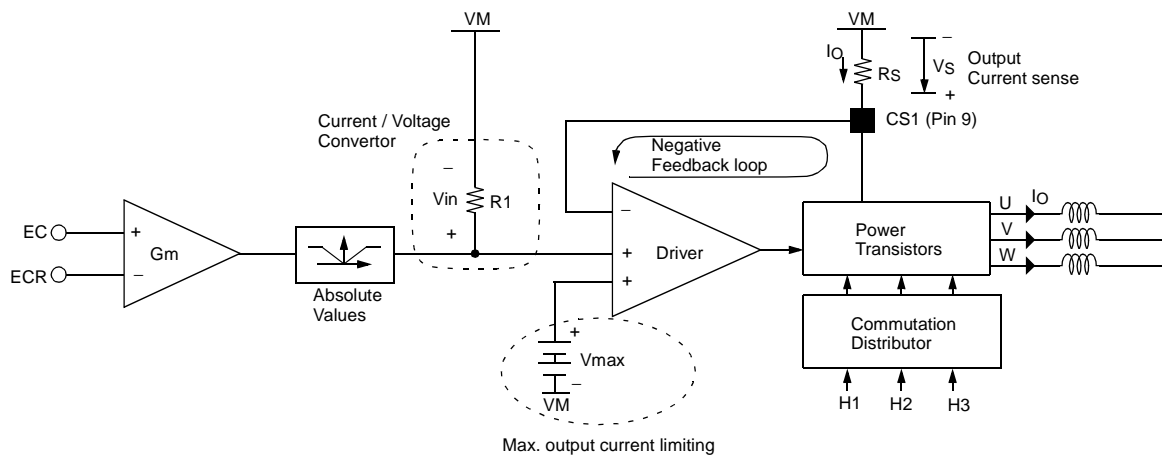 VM
VM
IO
RS
−
VS
+
Output
Current sense
CS1 (Pin 9)
Current / Voltage
Convertor
Negative
Feedback loop
−
Vin
+
R1
EC
ECR
+
−
Gm
Absolute
Values
−
+
+
Driver
Power
Transistors
U
V
W
IO
+
Vmax
−
VM
Commutation
Distributor
H1
H2
H3
Max. output current limiting